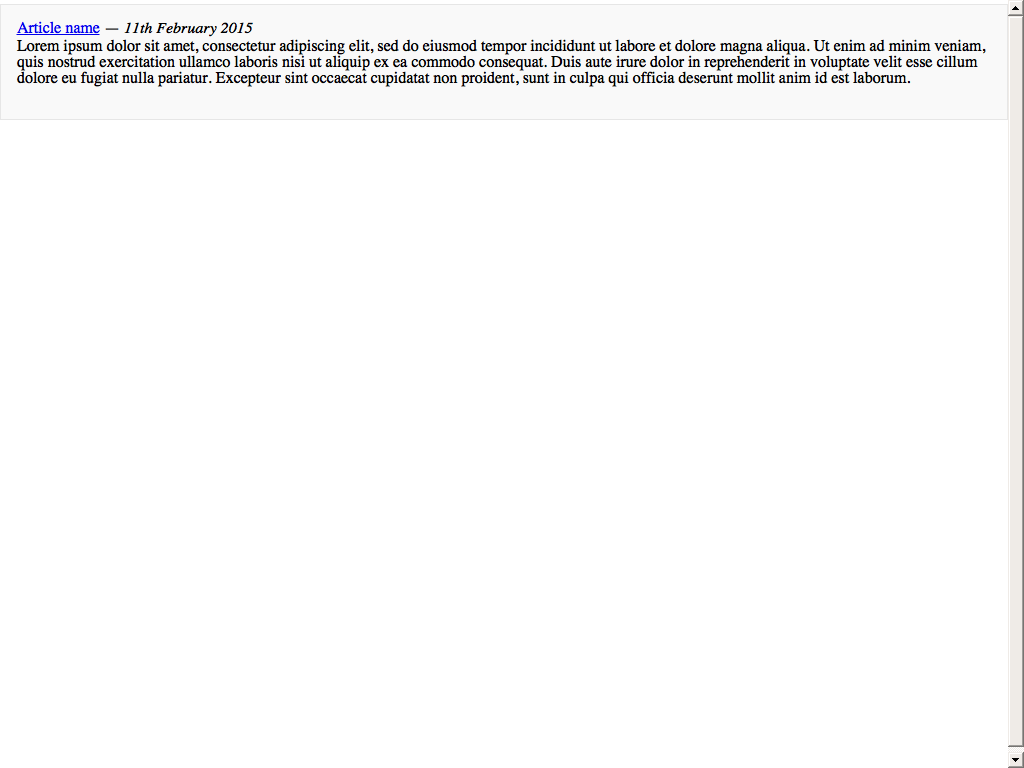 Article name — 11th February 2015
Lorem ipsum dolor sit amet, consectetur adipiscing elit, sed do eiusmod tempor incididunt ut labore et dolore magna aliqua. Ut enim ad minim veniam,
quis nostrud exercitation ullamco laboris nisi ut aliquip ex ea commodo consequat. Duis aute irure dolor in reprehenderit in voluptate velit esse cillum
dolore eu fugiat nulla pariatur. Excepteur sint occaecat cupidatat non proident, sunt in culpa qui officia deserunt mollit anim id est laborum.